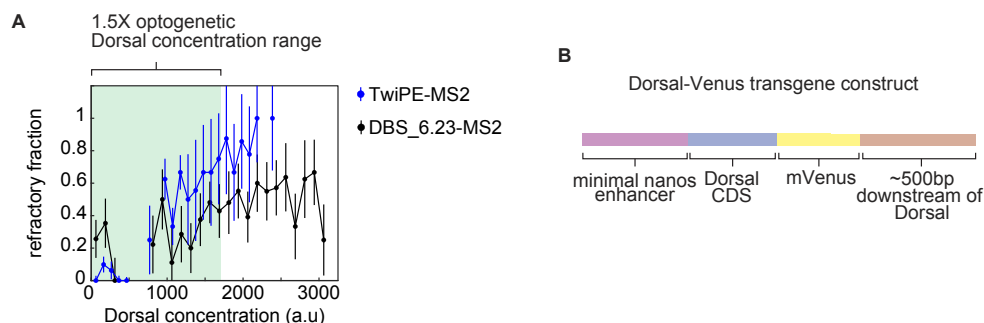 A
1.5X optogenetic
Dorsal concentration range
refractory fraction
1
0.8
0.6
0.4
0.2
0
0
1000
2000
3000
Dorsal concentration (a.u)
TwiPE-MS2
DBS_6.23-MS2
B
Dorsal-Venus transgene construct
minimal nanos
enhancer
Dorsal
CDS
mVenus
~500bp
downstream of
Dorsal